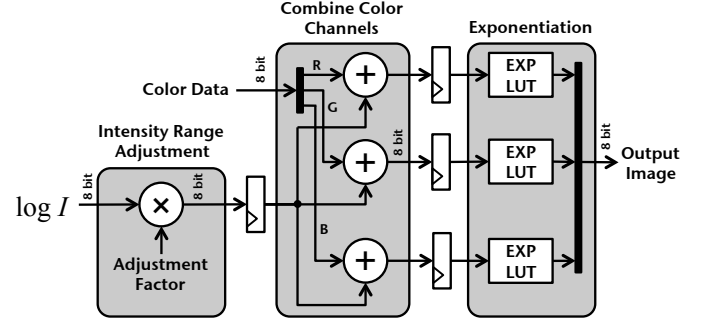 Combine Color
Channels
Exponentiation
8 bit
Color Data
R
G
B
+
+
+
8 bit
EXP
LUT
EXP
LUT
EXP
LUT
8 bit
Output
Image
Intensity Range
Adjustment
8 bit
log I
×
8 bit
Adjustment
Factor